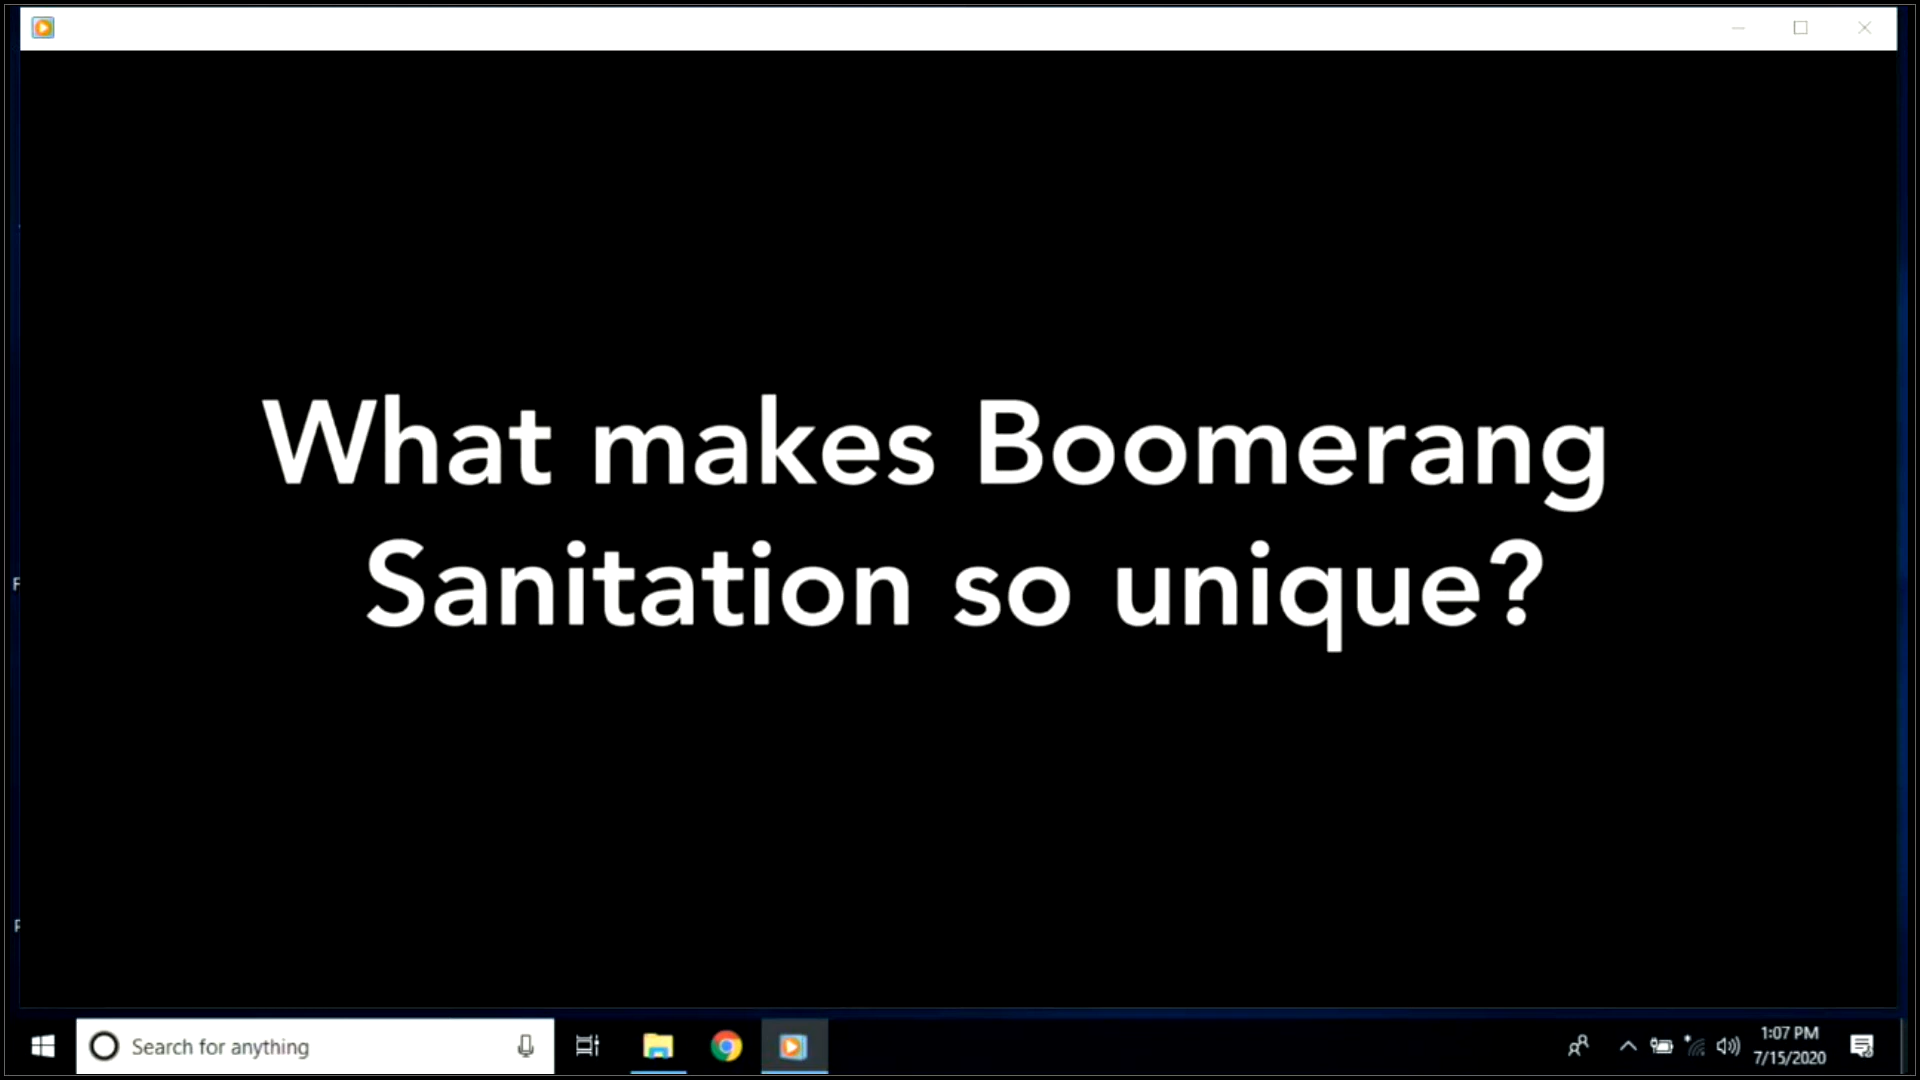 What makes Boomerang
Sanitation so unique?
F
Search for anything
1:07 PM
7/15/2020